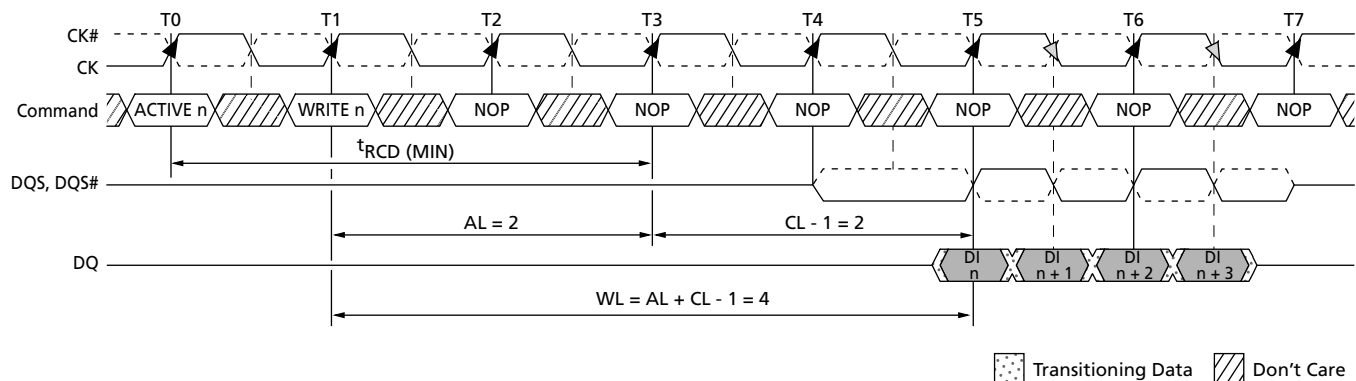 T0 T1 T2 T3 T4 T5 T6 T7
CK#
CK
Command ACTIVE n WRITE n NOP NOP NOP NOP NOP NOP
tRCD (MIN)
DQS, DQS#
AL = 2 CL - 1 = 2
DQ DI n DI n + 1 DI n + 2 DI n + 3
WL = AL + CL - 1 = 4
Transitioning Data Don't Care